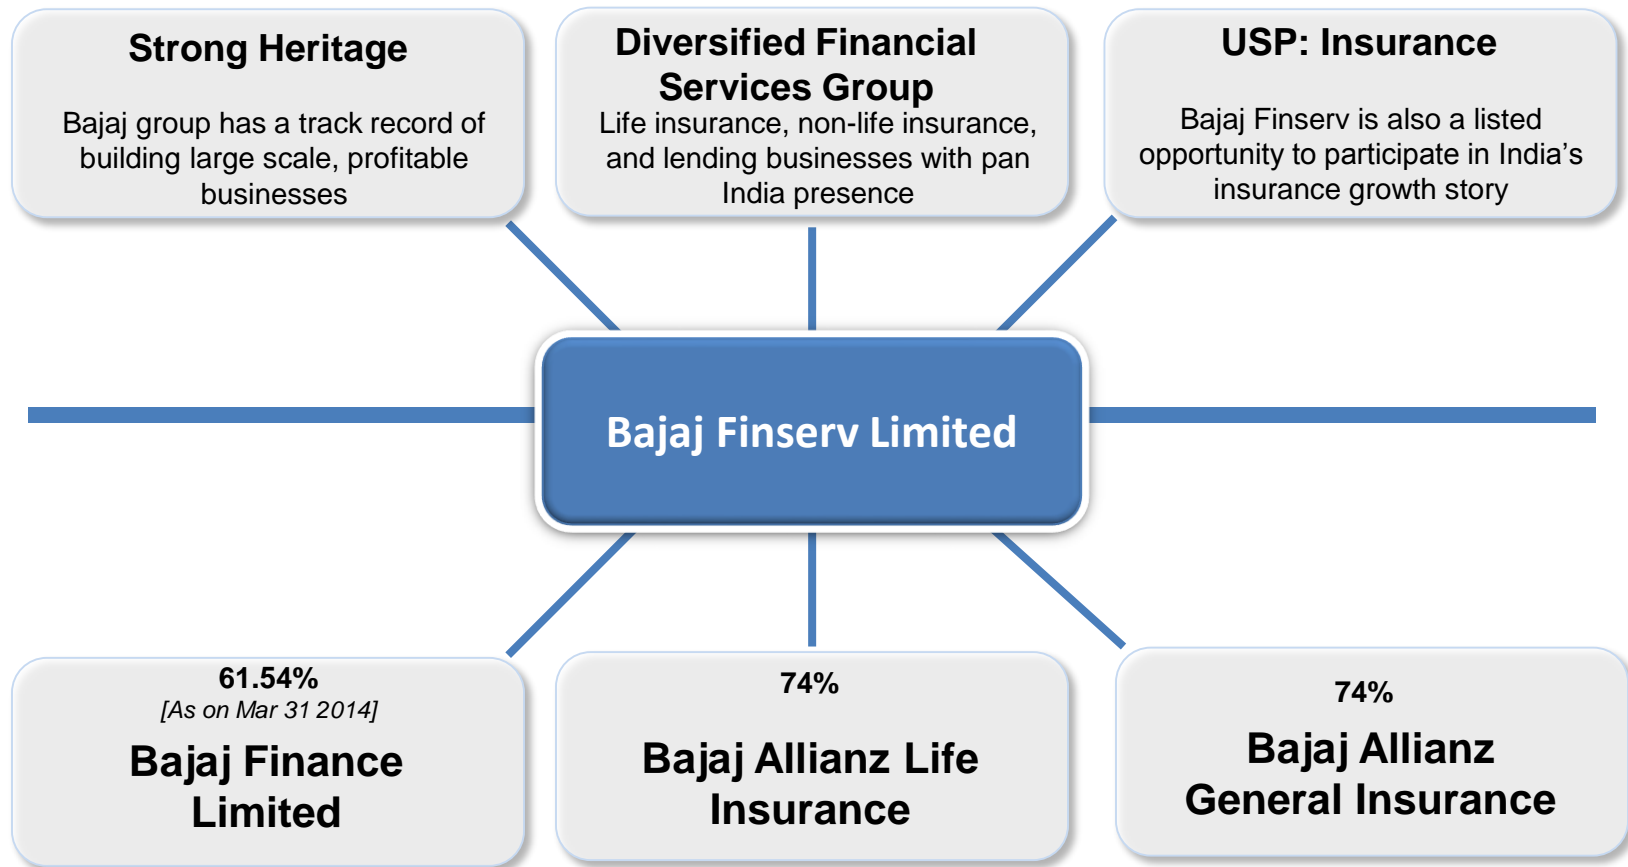 Strong Heritage
Bajaj group has a track record of
building large scale, profitable
businesses
Diversified Financial
Services Group
Life insurance, non-life insurance,
and lending businesses with pan
India presence
USP: Insurance
Bajaj Finserv is also a listed
opportunity to participate in India’s
insurance growth story
Bajaj Finserv Limited
61.54%
[As on Mar 31 2014]
Bajaj Finance
Limited
74%
Bajaj Allianz Life
Insurance
74%
Bajaj Allianz
General Insurance